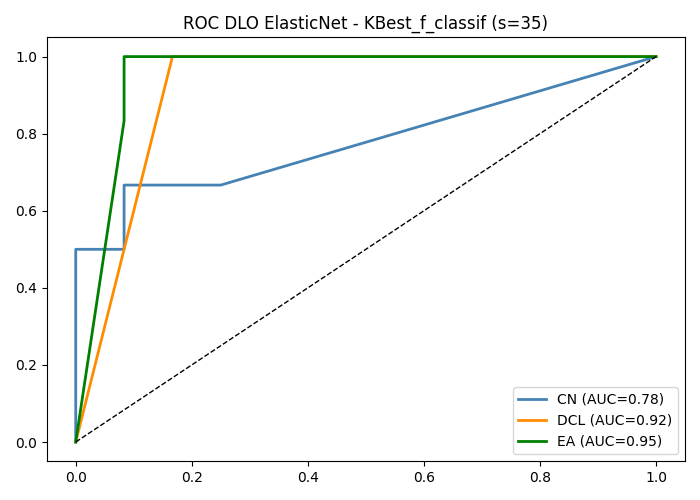 ROC DLO ElasticNet - KBest_f_classif (s=35)
1.0
0.8
0.6
0.4
0.2
0.0
0.0 0.2 0.4 0.6 0.8 1.0
CN (AUC=0.78)
DCL (AUC=0.92)
EA (AUC=0.95)